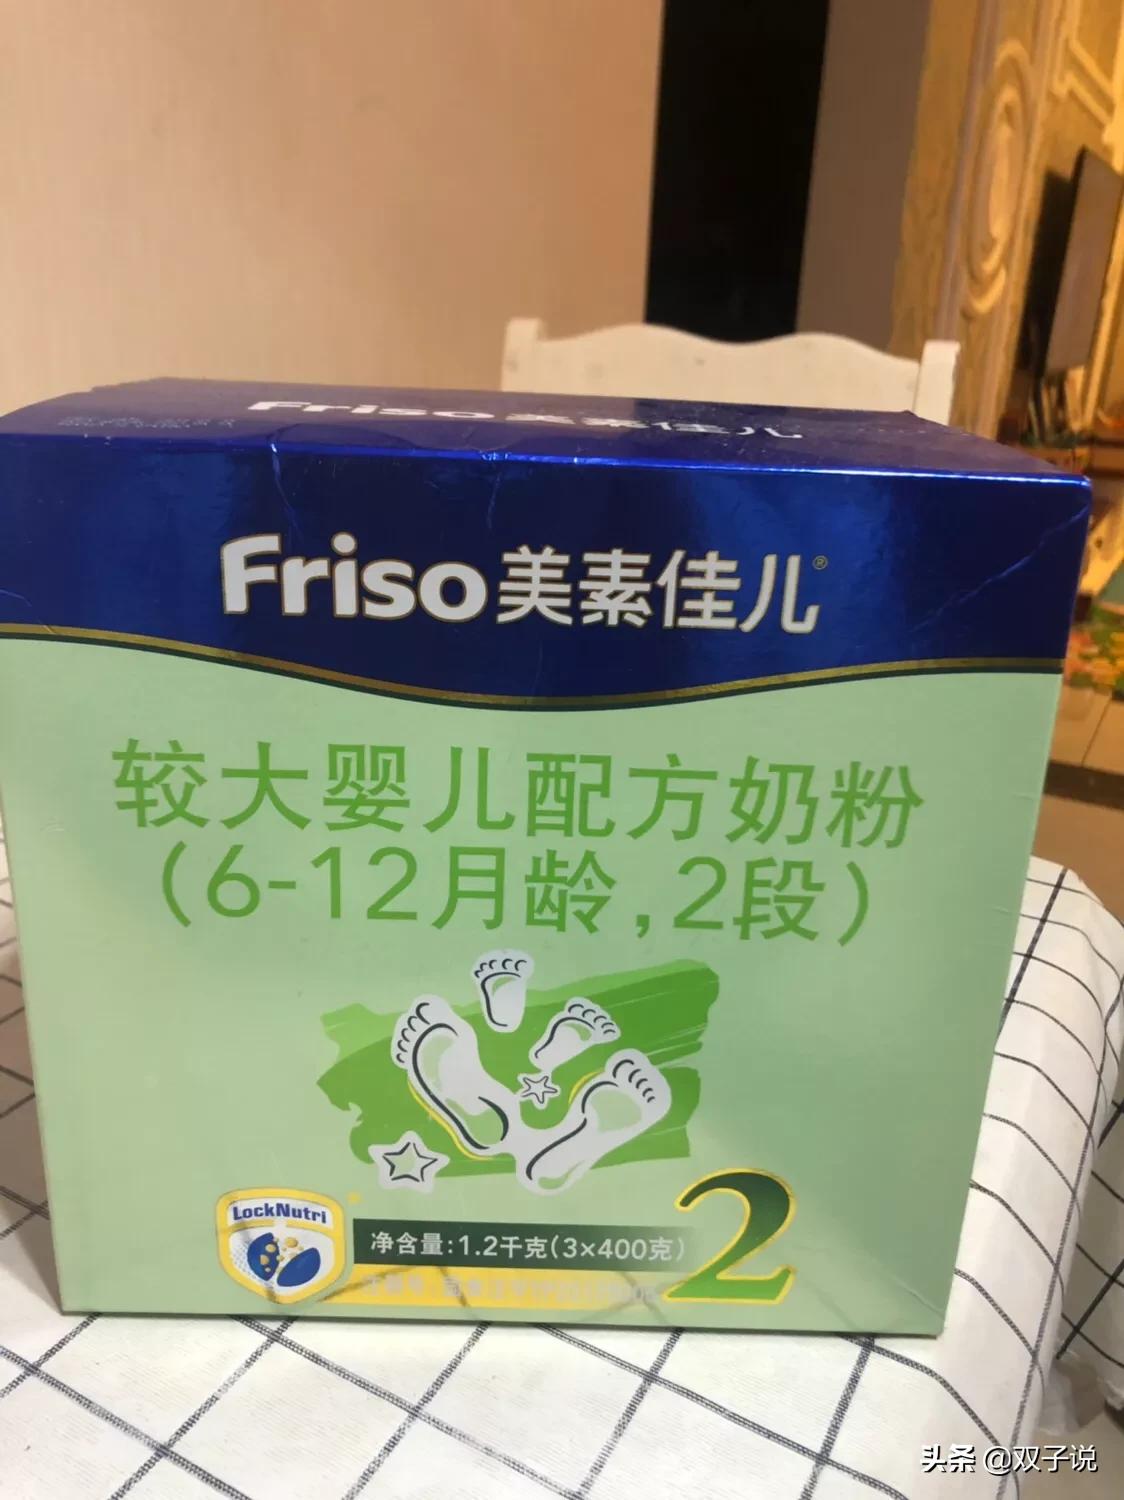 Friso美素佳儿
Friso美素佳儿®
较大婴儿配方奶粉
(6-12月龄,2段)
LockNutri
净含量:1.2千克(3×400克)
2
头条 @双子说